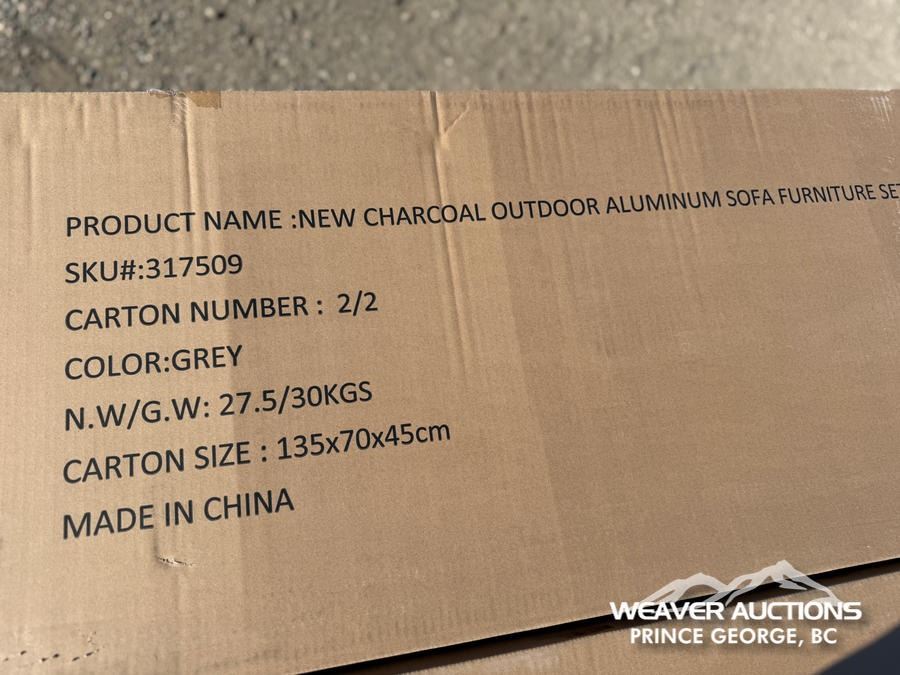 PRODUCT NAME :NEW CHARCOAL OUTDOOR ALUMINUM SOFA FURNITURE SET
SKU#:317509
CARTON NUMBER : 2/2
COLOR:GREY
N.W/G.W: 27.5/30KGS
CARTON SIZE : 135x70x45cm
MADE IN CHINA
WEAVER AUCTIONS
PRINCE GEORGE, BC